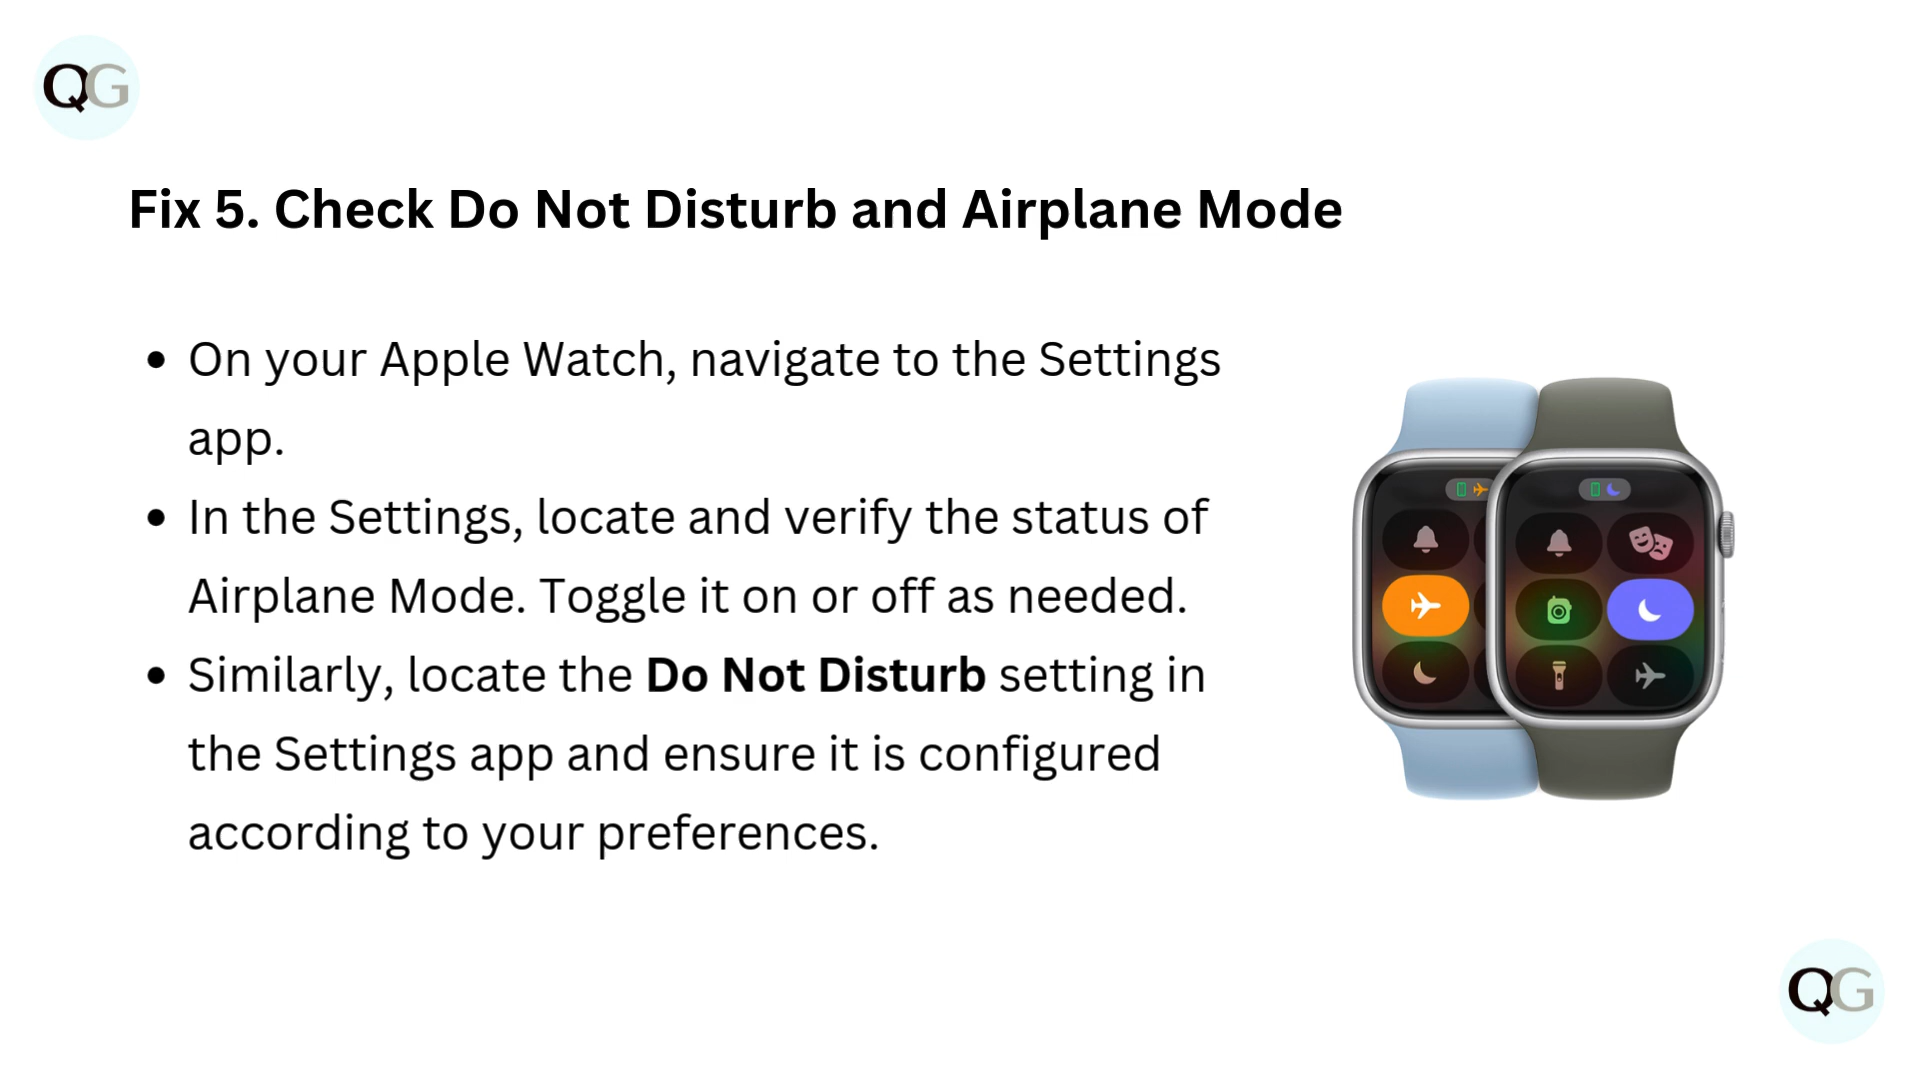 QG
Fix 5. Check Do Not Disturb and Airplane Mode
• On your Apple Watch, navigate to the Settings
app.
• In the Settings, locate and verify the status of
Airplane Mode. Toggle it on or off as needed.
• Similarly, locate the Do Not Disturb setting in
the Settings app and ensure it is configured
according to your preferences.
QG